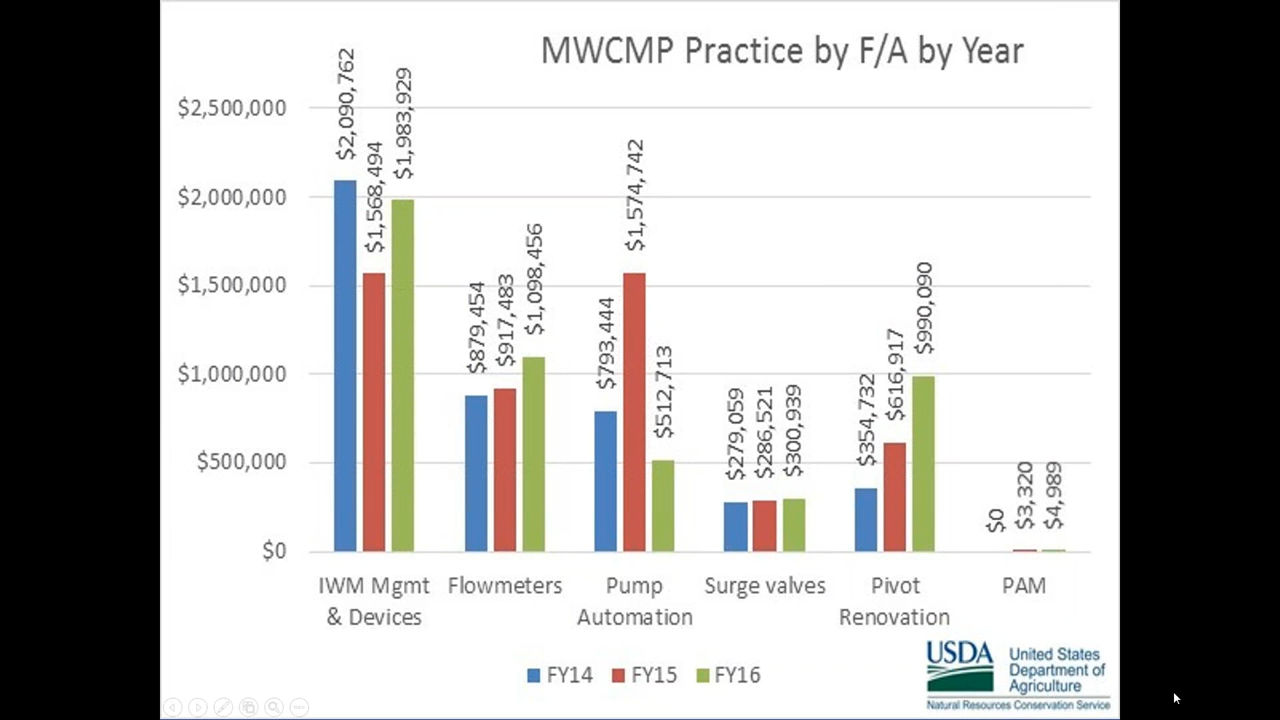 MWCMP Practice by F/A by Year
$2,500,000
$2,000,000
$1,500,000
$1,000,000
$500,000
$0
$2,090,762
$1,568,494
$1,983,929
$879,454
$917,483
$1,098,456
$793,444
$1,574,742
$512,713
$279,059
$286,521
$300,939
$354,732
$616,917
$990,090
$0
$3,320
$4,989
IWM Mgmt
& Devices
Flowmeters
Pump
Automation
Surge valves
Pivot
Renovation
PAM
FY14
FY15
FY16
USDA
United States
Department of
Agriculture
Natural Resources Conservation Service